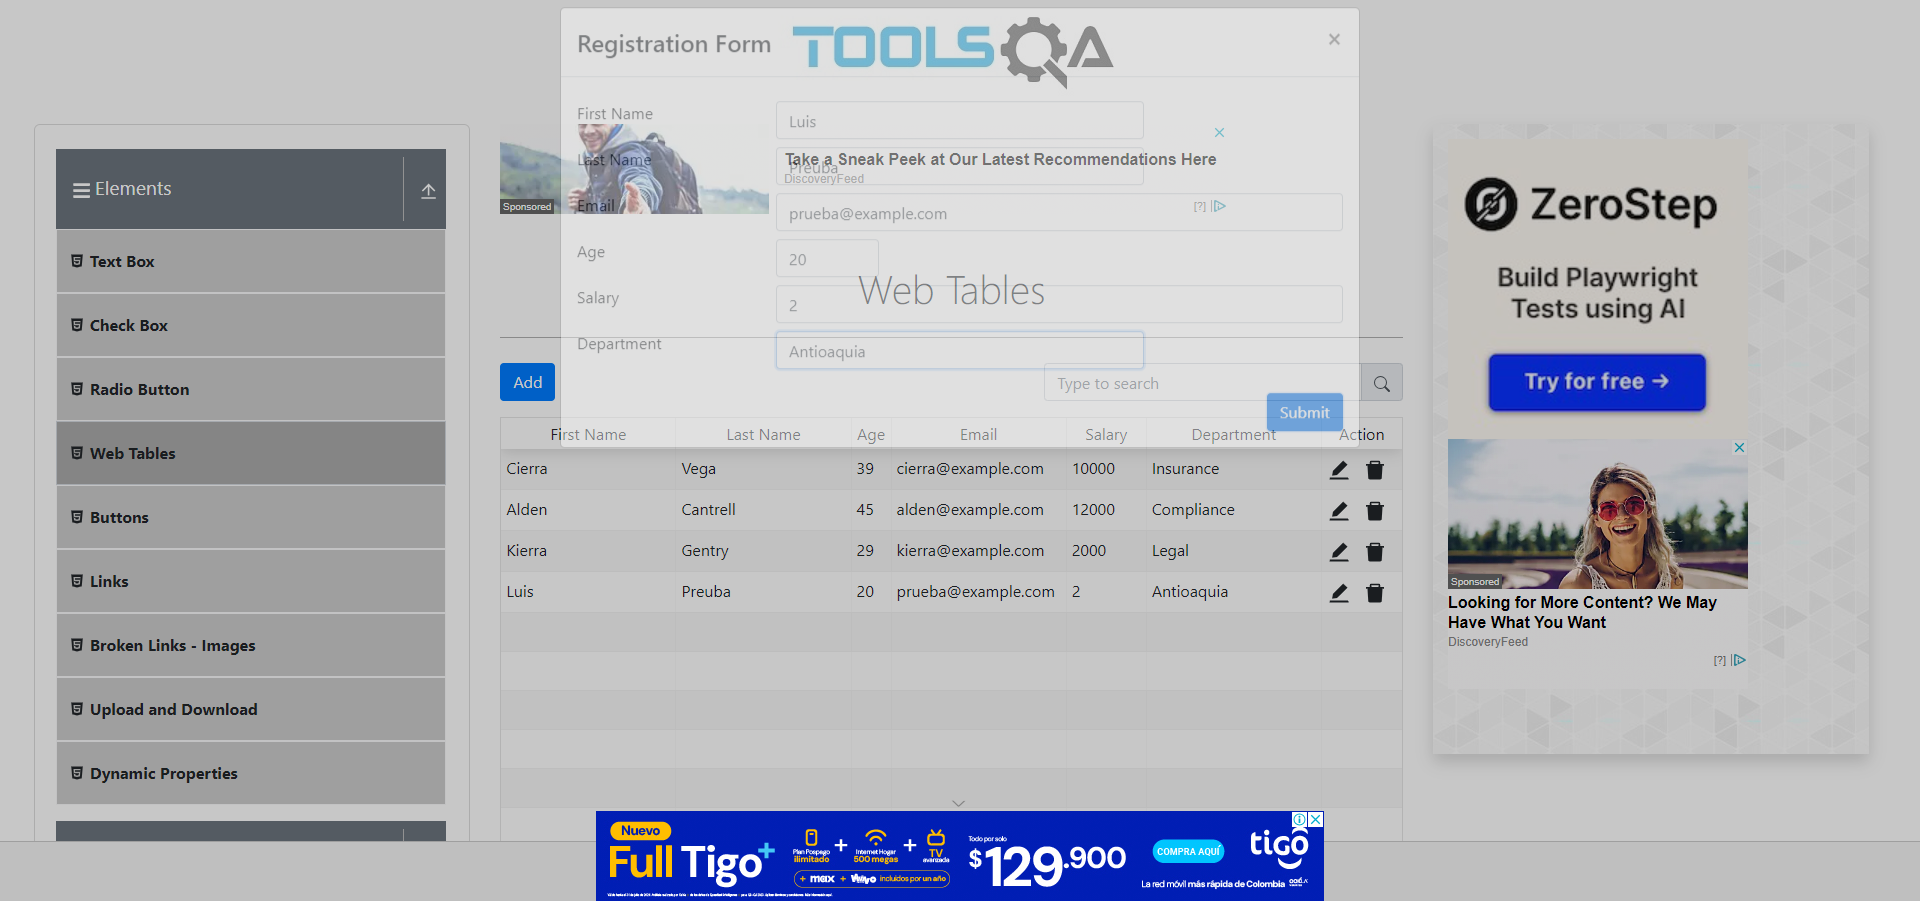 Registration Form
TOOLSQA
×
First Name
Luis
Last Name
Preuba
Take a Sneak Peek at Our Latest Recommendations Here
DiscoveryFeed
Sponsored
Email
prueba@example.com
[?]
Age
20
Web Tables
Salary
2
Department
Antioaquia
Add
Type to search
Submit
First Name Last Name Age Email Salary Department Action
Cierra Vega 39 cierra@example.com 10000 Insurance
Alden Cantrell 45 alden@example.com 12000 Compliance
Kierra Gentry 29 kierra@example.com 2000 Legal
Luis Preuba 20 prueba@example.com 2 Antioaquia
Elements
Text Box
Check Box
Radio Button
Web Tables
Buttons
Links
Broken Links - Images
Upload and Download
Dynamic Properties
ZeroStep
Build Playwright
Tests using AI
Try for free →
Sponsored
Looking for More Content? We May
Have What You Want
DiscoveryFeed
[?]
Nuevo
Full Tigo+
Plan Pospago
ilimitado
+
Internet Hogar
500 megas
+
TV
avanzada
+ max + incluidos por un año
Todo por solo
$129.900
COMPRA AQUÍ
tigo
La red móvil más rápida de Colombia